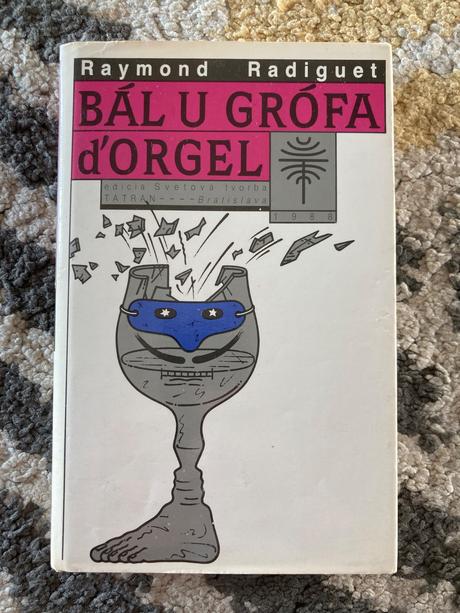 Raymond Radiguet
BÁL U GRÓFA
d'ORGEL
edícia Svetová tvorba
TATRAN----Bratislava
1988